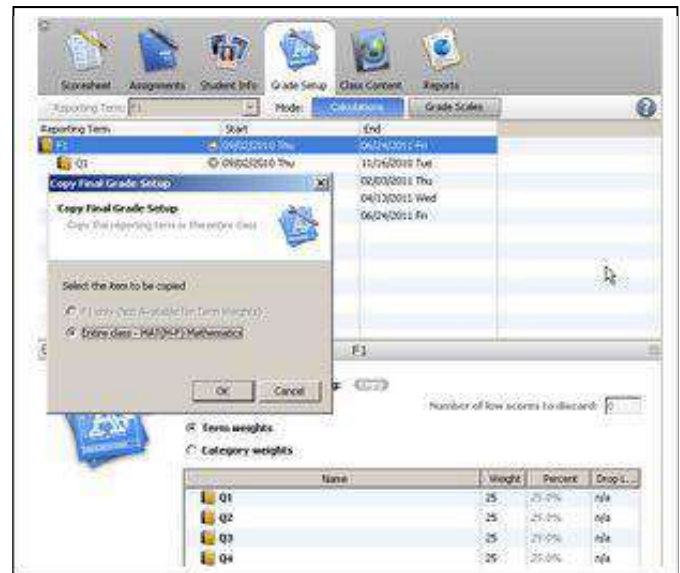 Scoresheet Assignments Student Info Grade Setup Class Content Reports
Reporting Term: F1 Mode: Calculations Grade Scales
Reporting Term Start End
F1 09/02/2010 Thu 06/24/2011 Fri
Q1 09/02/2010 Thu 11/16/2010 Tue
02/03/2011 Thu
04/13/2011 Wed
06/24/2011 Fri
Copy Final Grade Setup
Copy Final Grade Setup
Copy the reporting term or the entire class
Select the item to be copied
F1 only (Not Available for Term Weights)
Entire class - MAT(M-F) Mathematics
OK Cancel
F1
Number of low scores to discard: 0
Term weights
Category weights
Name Weight Percent Drop L...
Q1 25 25.0% n/a
Q2 25 25.0% n/a
Q3 25 25.0% n/a
Q4 25 25.0% n/a